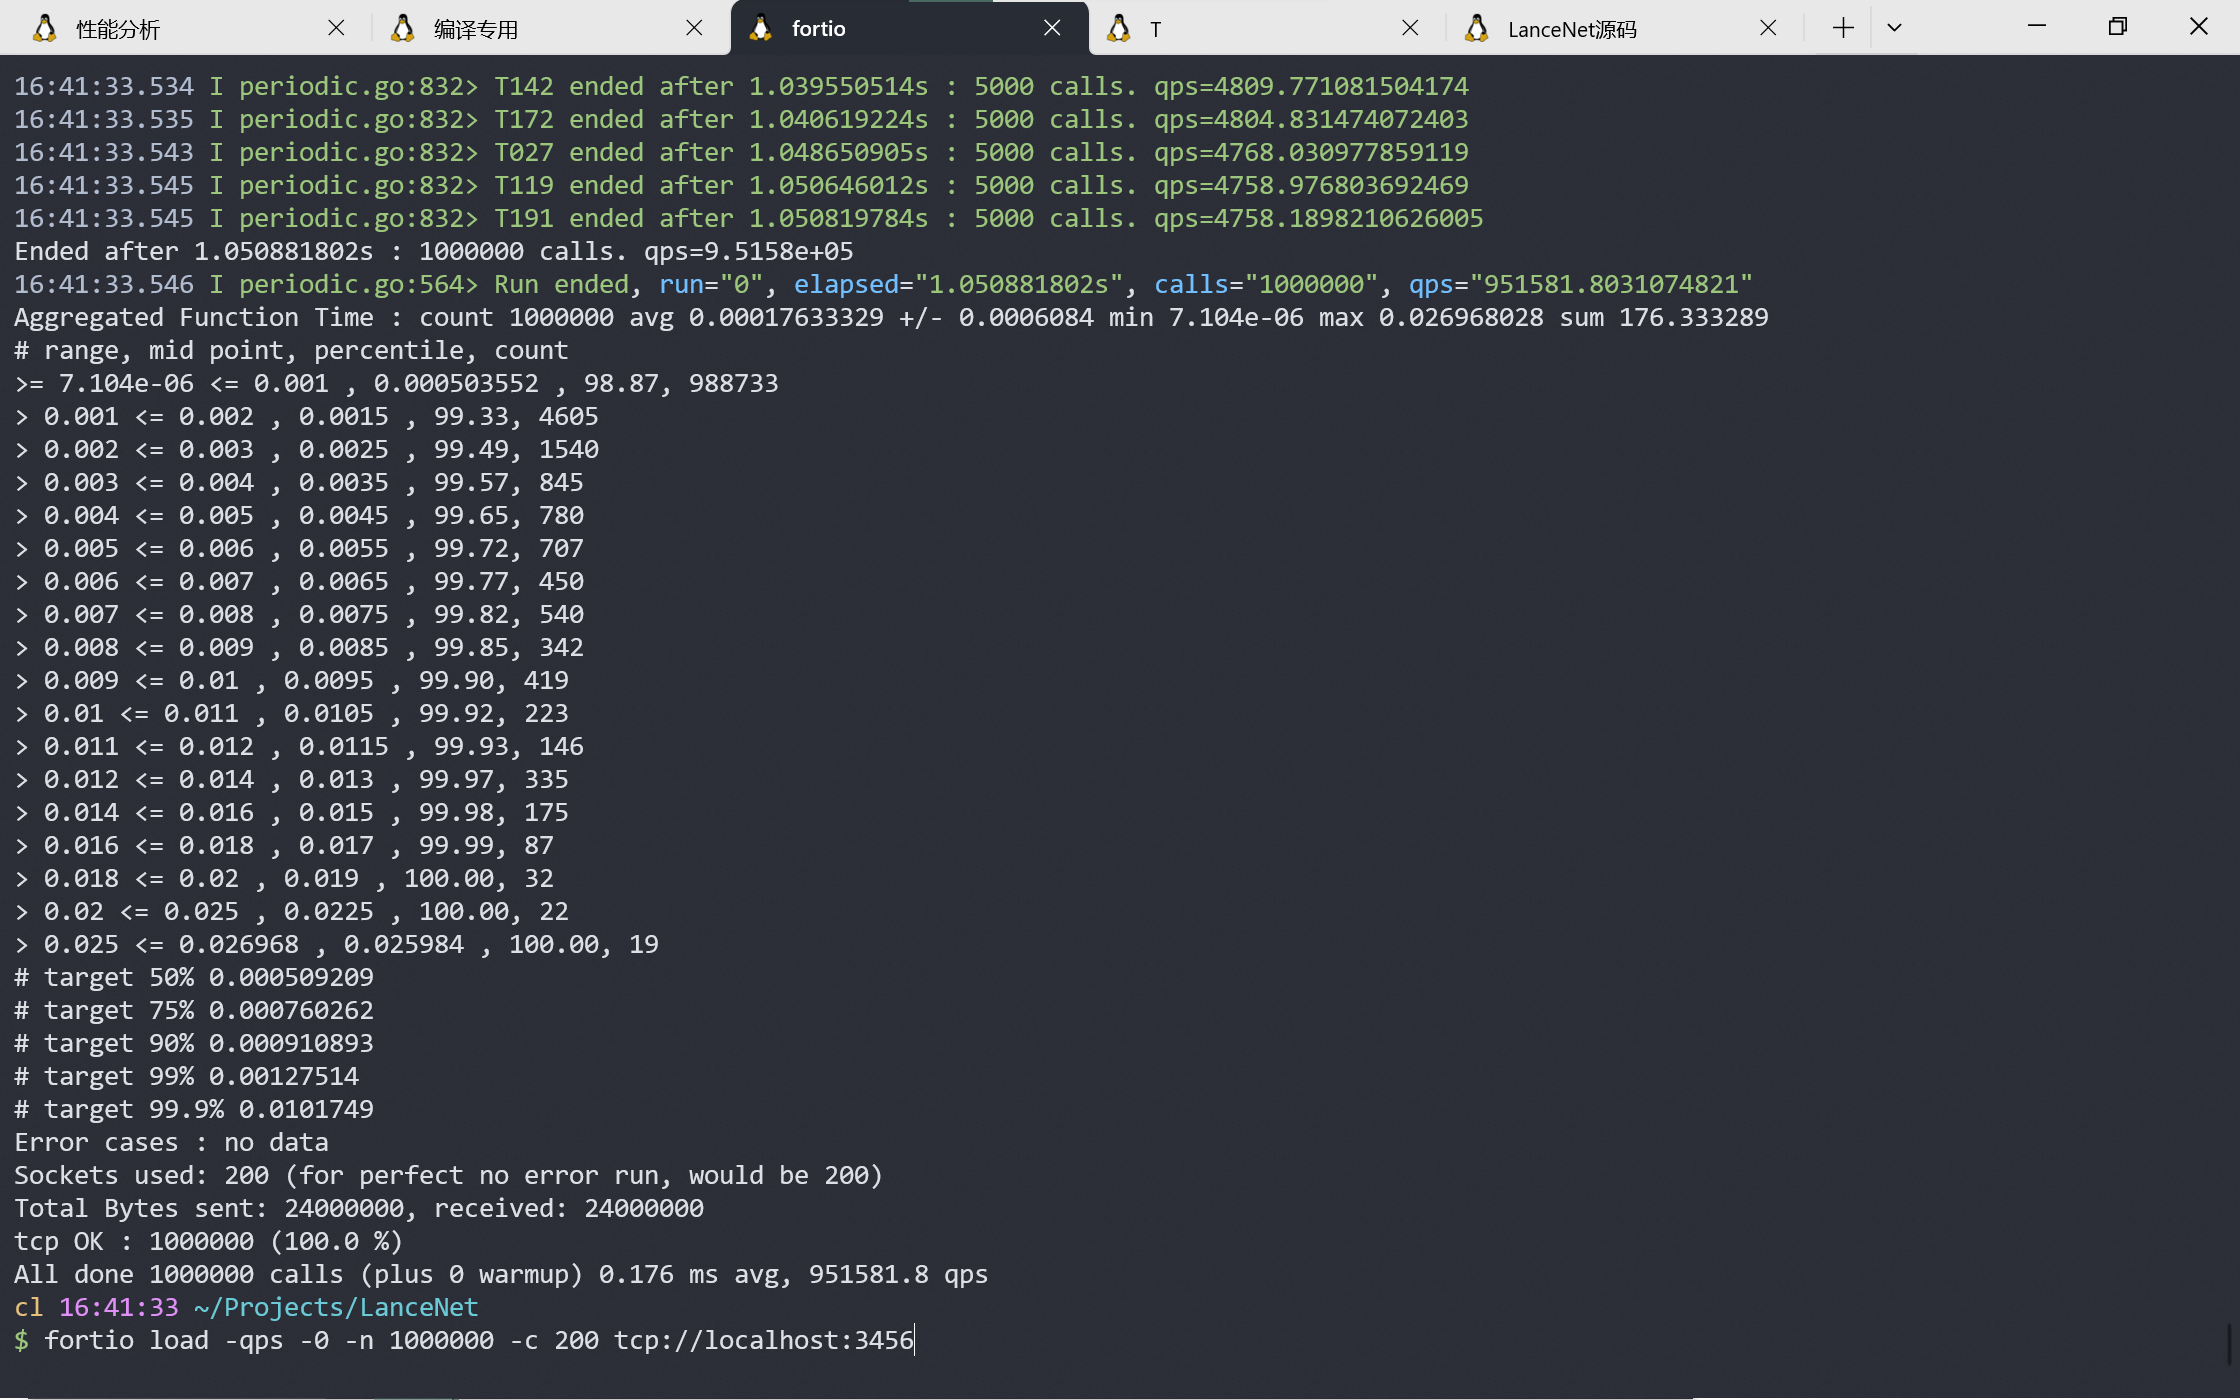 性能分析
编译专用
fortio
T
LanceNet源码
16:41:33.534 I periodic.go:832> T142 ended after 1.039550514s : 5000 calls. qps=4809.771081504174
16:41:33.535 I periodic.go:832> T172 ended after 1.040619224s : 5000 calls. qps=4804.831474072403
16:41:33.543 I periodic.go:832> T027 ended after 1.048650905s : 5000 calls. qps=4768.030977859119
16:41:33.545 I periodic.go:832> T119 ended after 1.050646012s : 5000 calls. qps=4758.976803692469
16:41:33.545 I periodic.go:832> T191 ended after 1.050819784s : 5000 calls. qps=4758.1898210626005
Ended after 1.050881802s : 1000000 calls. qps=9.5158e+05
16:41:33.546 I periodic.go:564> Run ended, run="0", elapsed="1.050881802s", calls="1000000", qps="951581.8031074821"
Aggregated Function Time : count 1000000 avg 0.00017633329 +/- 0.0006084 min 7.104e-06 max 0.026968028 sum 176.333289
# range, mid point, percentile, count
>= 7.104e-06 <= 0.001 , 0.000503552 , 98.87, 988733
> 0.001 <= 0.002 , 0.0015 , 99.33, 4605
> 0.002 <= 0.003 , 0.0025 , 99.49, 1540
> 0.003 <= 0.004 , 0.0035 , 99.57, 845
> 0.004 <= 0.005 , 0.0045 , 99.65, 780
> 0.005 <= 0.006 , 0.0055 , 99.72, 707
> 0.006 <= 0.007 , 0.0065 , 99.77, 450
> 0.007 <= 0.008 , 0.0075 , 99.82, 540
> 0.008 <= 0.009 , 0.0085 , 99.85, 342
> 0.009 <= 0.01 , 0.0095 , 99.90, 419
> 0.01 <= 0.011 , 0.0105 , 99.92, 223
> 0.011 <= 0.012 , 0.0115 , 99.93, 146
> 0.012 <= 0.014 , 0.013 , 99.97, 335
> 0.014 <= 0.016 , 0.015 , 99.98, 175
> 0.016 <= 0.018 , 0.017 , 99.99, 87
> 0.018 <= 0.02 , 0.019 , 100.00, 32
> 0.02 <= 0.025 , 0.0225 , 100.00, 22
> 0.025 <= 0.026968 , 0.025984 , 100.00, 19
# target 50% 0.000509209
# target 75% 0.000760262
# target 90% 0.000910893
# target 99% 0.00127514
# target 99.9% 0.0101749
Error cases : no data
Sockets used: 200 (for perfect no error run, would be 200)
Total Bytes sent: 24000000, received: 24000000
tcp OK : 1000000 (100.0 %)
All done 1000000 calls (plus 0 warmup) 0.176 ms avg, 951581.8 qps
cl 16:41:33 ~/Projects/LanceNet
$ fortio load -qps -0 -n 1000000 -c 200 tcp://localhost:3456